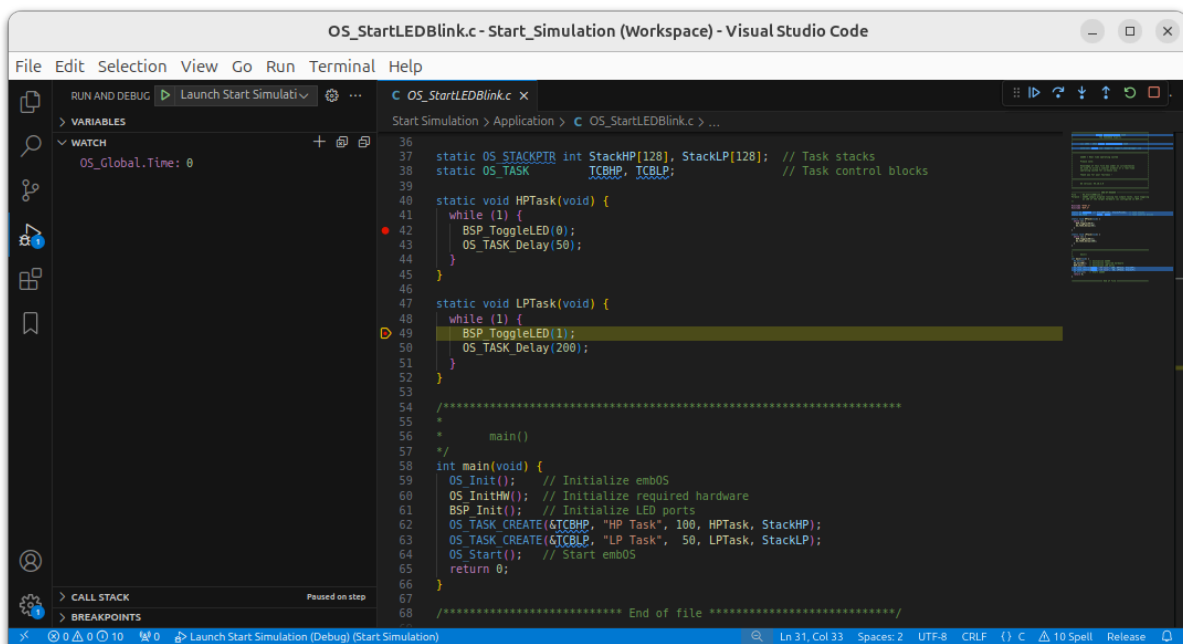 OS_StartLEDBlink.c - Start_Simulation (Workspace) - Visual Studio Code
File Edit Selection View Go Run Terminal Help
RUN AND DEBUG Launch Start Simulati
VARIABLES
WATCH
OS_Global.Time: 0
C OS_StartLEDBlink.c
Start Simulation > Application > C OS_StartLEDBlink.c > ...
36
37 static OS_STACKPTR int StackHP[128], StackLP[128]; // Task stacks
38 static OS_TASK TCBHP, TCBLP; // Task control blocks
39
40 static void HPTask(void) {
41 while (1) {
42 BSP_ToggleLED(0);
43 OS_TASK_Delay(50);
44 }
45 }
46
47 static void LPTask(void) {
48 while (1) {
49 BSP_ToggleLED(1);
50 OS_TASK_Delay(200);
51 }
52 }
53
54 /*********************************************************************
55 *
56 * main()
57 */
58 int main(void) {
59 OS_Init(); // Initialize embOS
60 OS_InitHW(); // Initialize required hardware
61 BSP_Init(); // Initialize LED ports
62 OS_TASK_CREATE(&TCBHP, "HP Task", 100, HPTask, StackHP);
63 OS_TASK_CREATE(&TCBLP, "LP Task", 50, LPTask, StackLP);
64 OS_Start(); // Start embOS
65 return 0;
66 }
67
68 /*************************** End of file ****************************/
CALL STACK Paused on step
BREAKPOINTS
1
1
0 0 10 0 Launch Start Simulation (Debug) (Start Simulation) Ln 31, Col 33 Spaces: 2 UTF-8 CRLF {} C 10 Spell Release